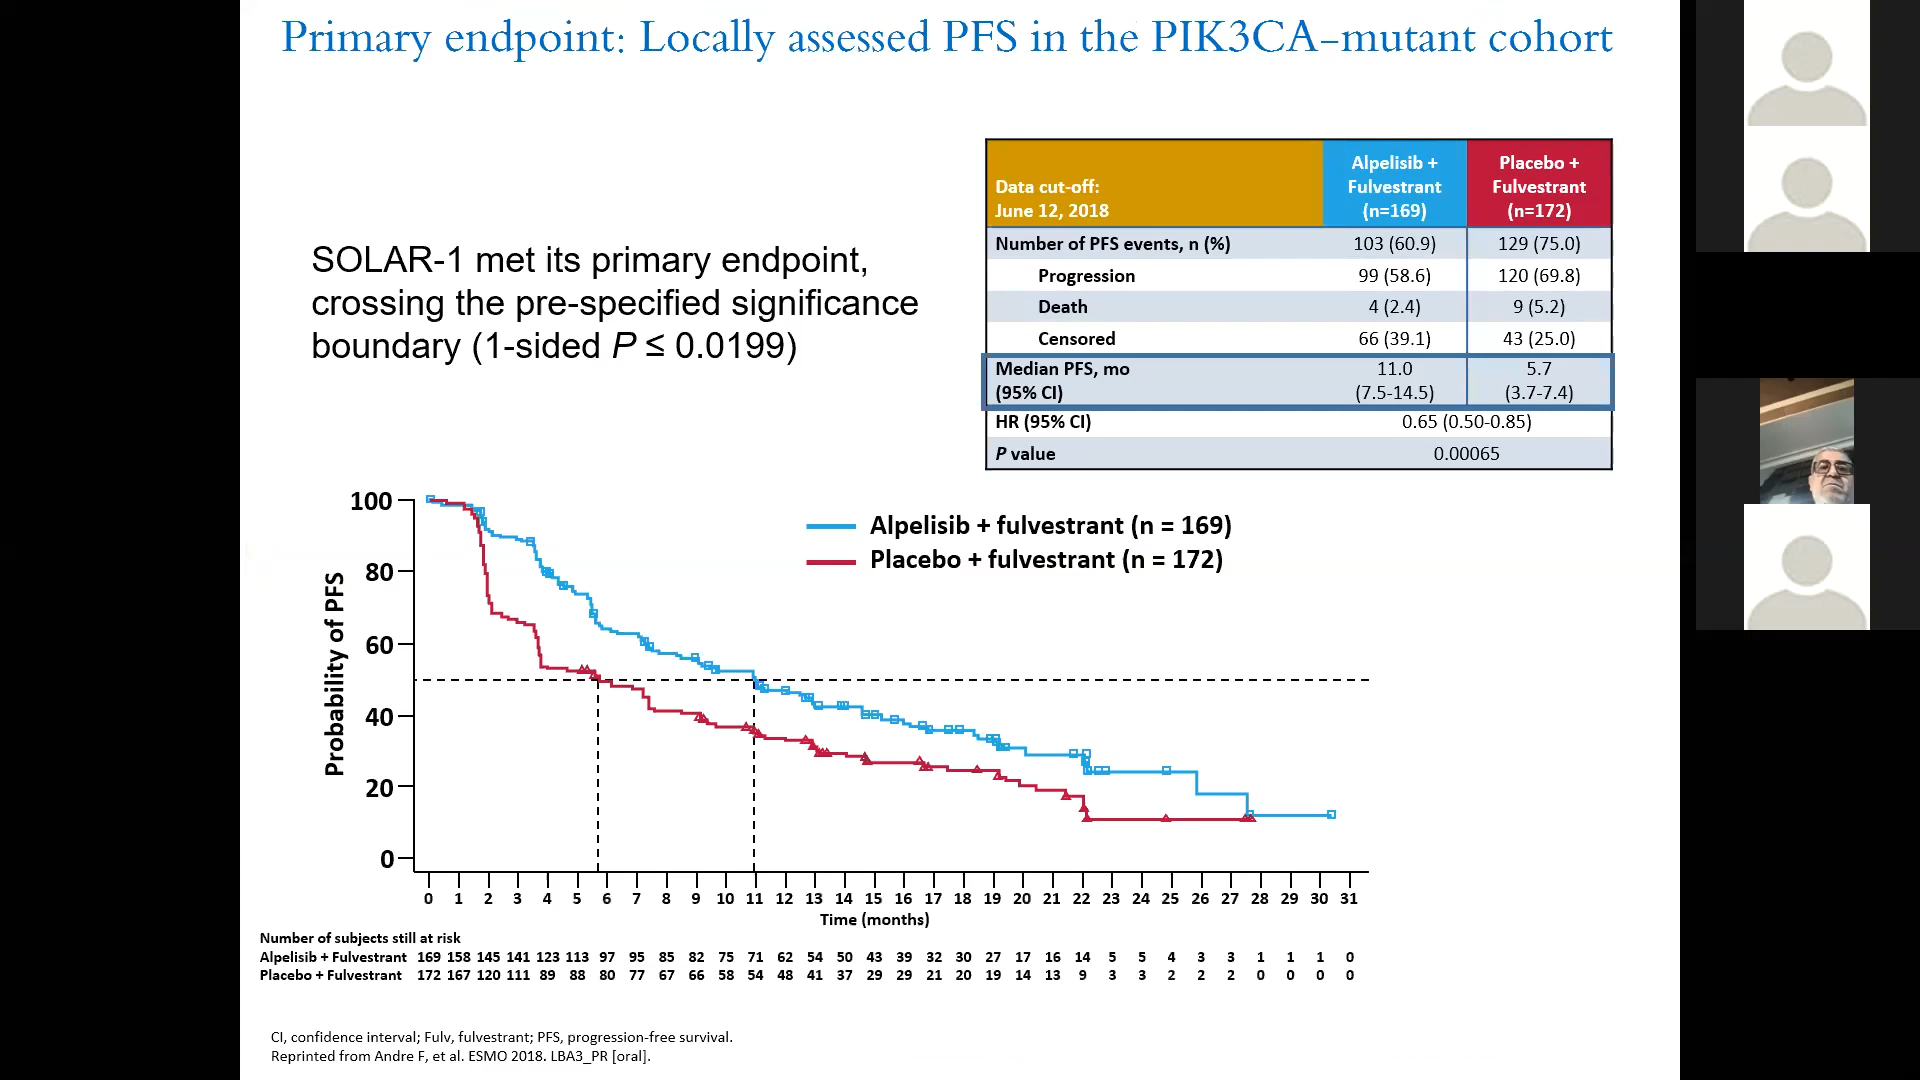 Primary endpoint: Locally assessed PFS in the PIK3CA–mutant cohort
SOLAR-1 met its primary endpoint,
crossing the pre-specified significance
boundary (1-sided P ≤ 0.0199)
Data cut-off:
June 12, 2018
Alpelisib +
Fulvestrant
(n=169)
Placebo +
Fulvestrant
(n=172)
Number of PFS events, n (%) 103 (60.9) 129 (75.0)
Progression 99 (58.6) 120 (69.8)
Death 4 (2.4) 9 (5.2)
Censored 66 (39.1) 43 (25.0)
Median PFS, mo 11.0 5.7
(95% CI) (7.5-14.5) (3.7-7.4)
HR (95% CI) 0.65 (0.50-0.85)
P value 0.00065
Alpelisib + fulvestrant (n = 169)
Placebo + fulvestrant (n = 172)
Probability of PFS
100
80
60
40
20
0
0 1 2 3 4 5 6 7 8 9 10 11 12 13 14 15 16 17 18 19 20 21 22 23 24 25 26 27 28 29 30 31
Time (months)
Number of subjects still at risk
Alpelisib + Fulvestrant 169 158 145 141 123 113 97 95 85 82 75 71 62 54 50 43 39 32 30 27 17 16 14 5 5 4 3 3 1 1 1 0
Placebo + Fulvestrant 172 167 120 111 89 88 80 77 67 66 58 54 48 41 37 29 29 21 20 19 14 13 9 3 3 2 2 2 0 0 0 0
CI, confidence interval; Fulv, fulvestrant; PFS, progression-free survival.
Reprinted from Andre F, et al. ESMO 2018. LBA3_PR [oral].